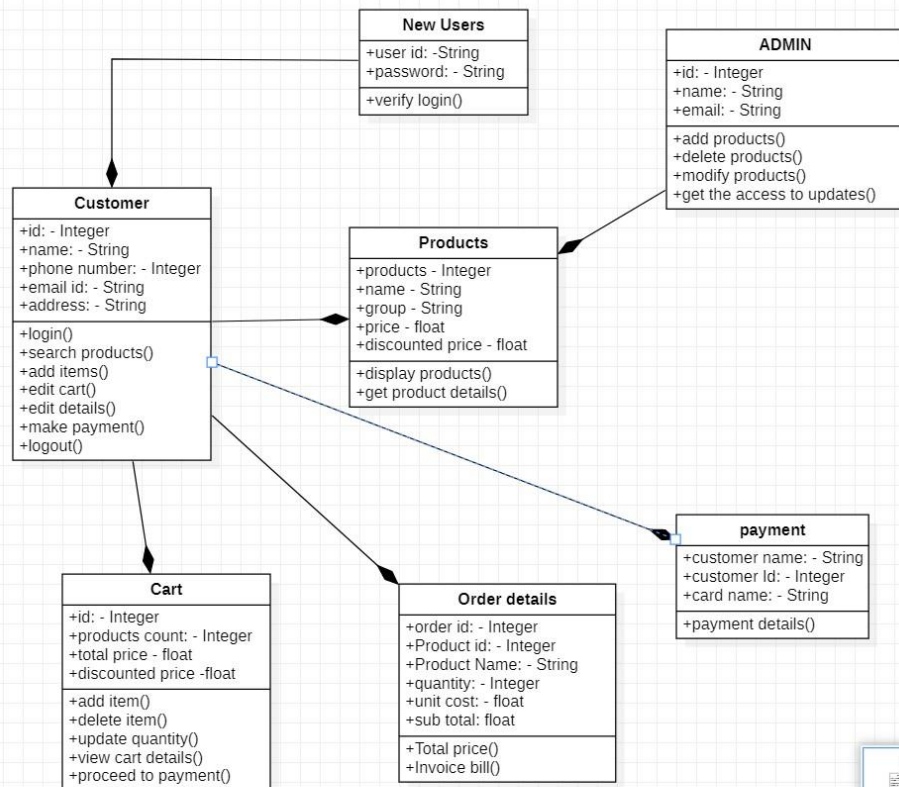 New Users
+user id: -String
+password: - String
+verify login()
ADMIN
+id: - Integer
+name: - String
+email: - String
+add products()
+delete products()
+modify products()
+get the access to updates()
Customer
+id: - Integer
+name: - String
+phone number: - Integer
+email id: - String
+address: - String
+login()
+search products()
+add items()
+edit cart()
+edit details()
+make payment()
+logout()
Products
+products - Integer
+name - String
+group - String
+price - float
+discounted price - float
+display products()
+get product details()
payment
+customer name: - String
+customer Id: - Integer
+card name: - String
+payment details()
Cart
+id: - Integer
+products count: - Integer
+total price - float
+discounted price -float
+add item()
+delete item()
+update quantity()
+view cart details()
+proceed to payment()
Order details
+order id: - Integer
+Product id: - Integer
+Product Name: - String
+quantity: - Integer
+unit cost: - float
+sub total: float
+Total price()
+Invoice bill()